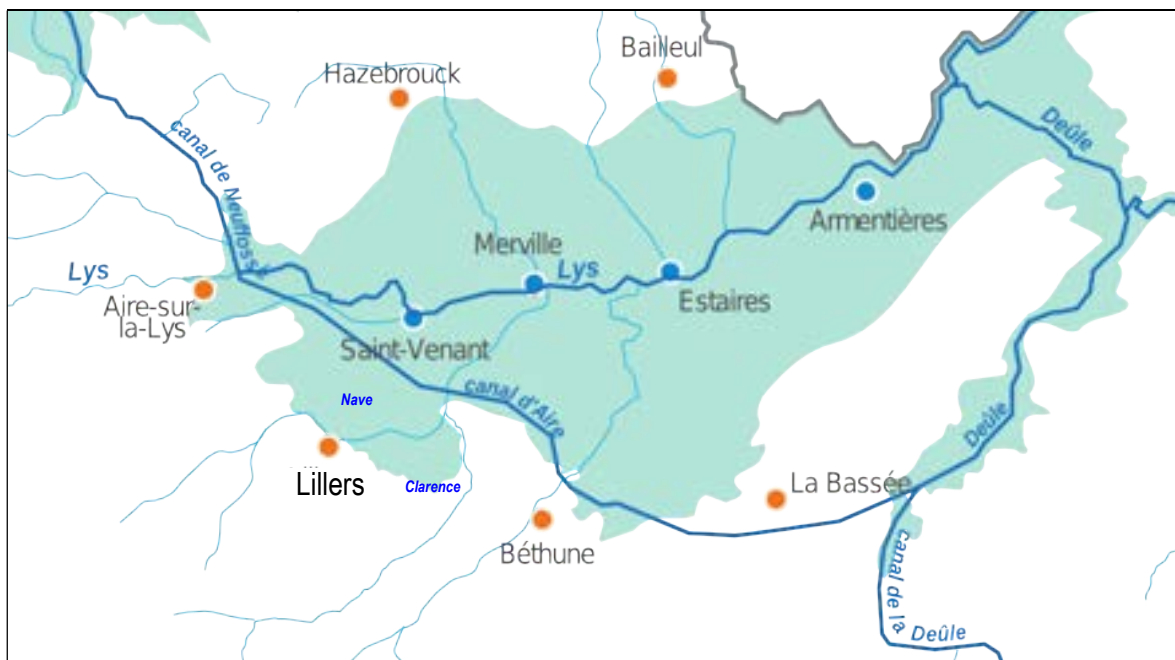 Bailleul
Hazebrouck
canal de Neuffossé
Deûle
Armentières
Merville
Lys
Lys
Estaires
Aire-sur-
la-Lys
Saint-Venant
canal d'Aire
Nave
Deûle
Lillers
Clarence
La Bassée
Béthune
canal de la
Deûle